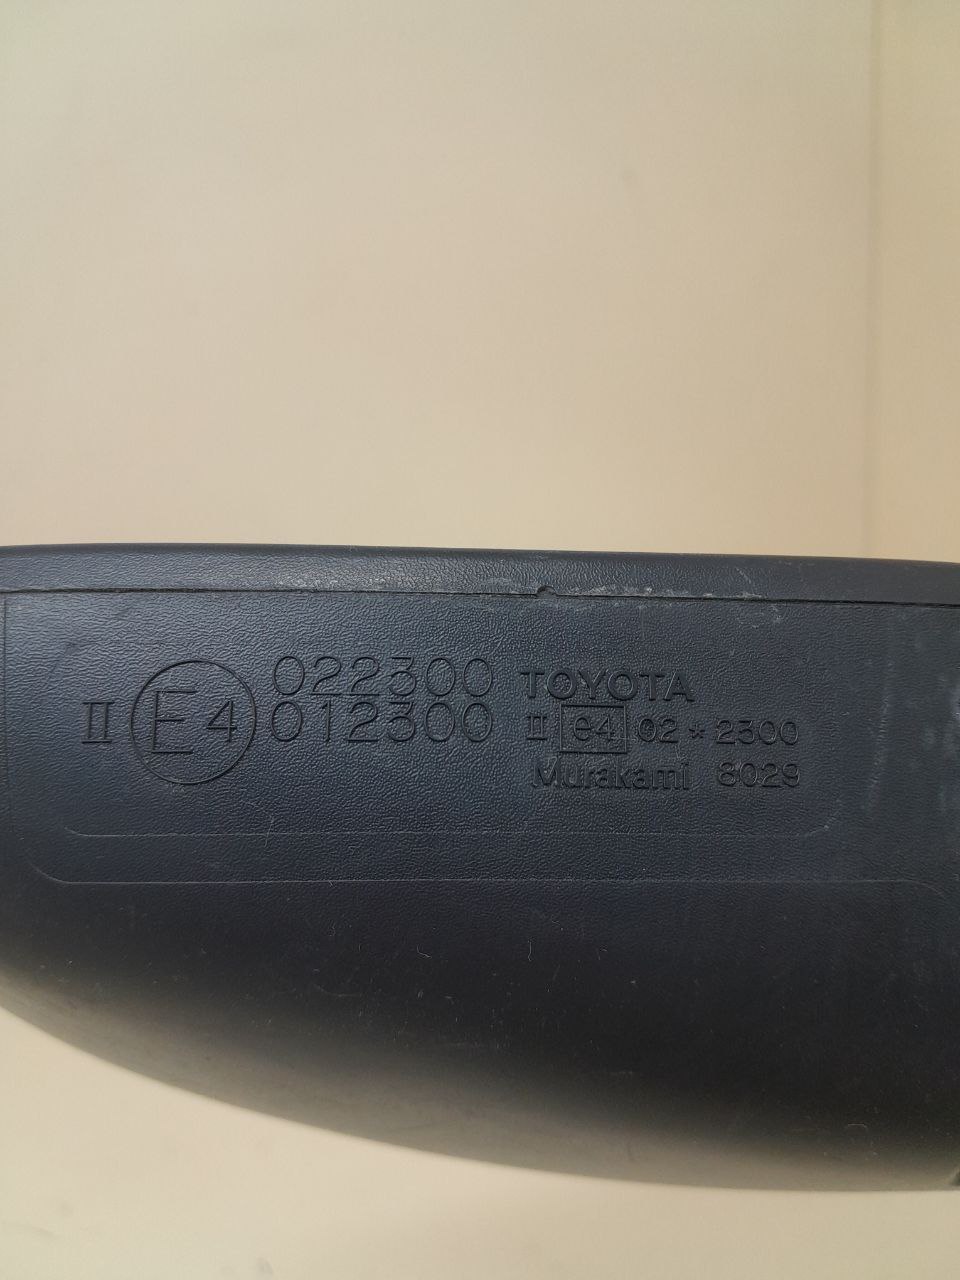 II E4 022300
012300
TOYOTA
II e4 02 * 2300
Murakami 8029